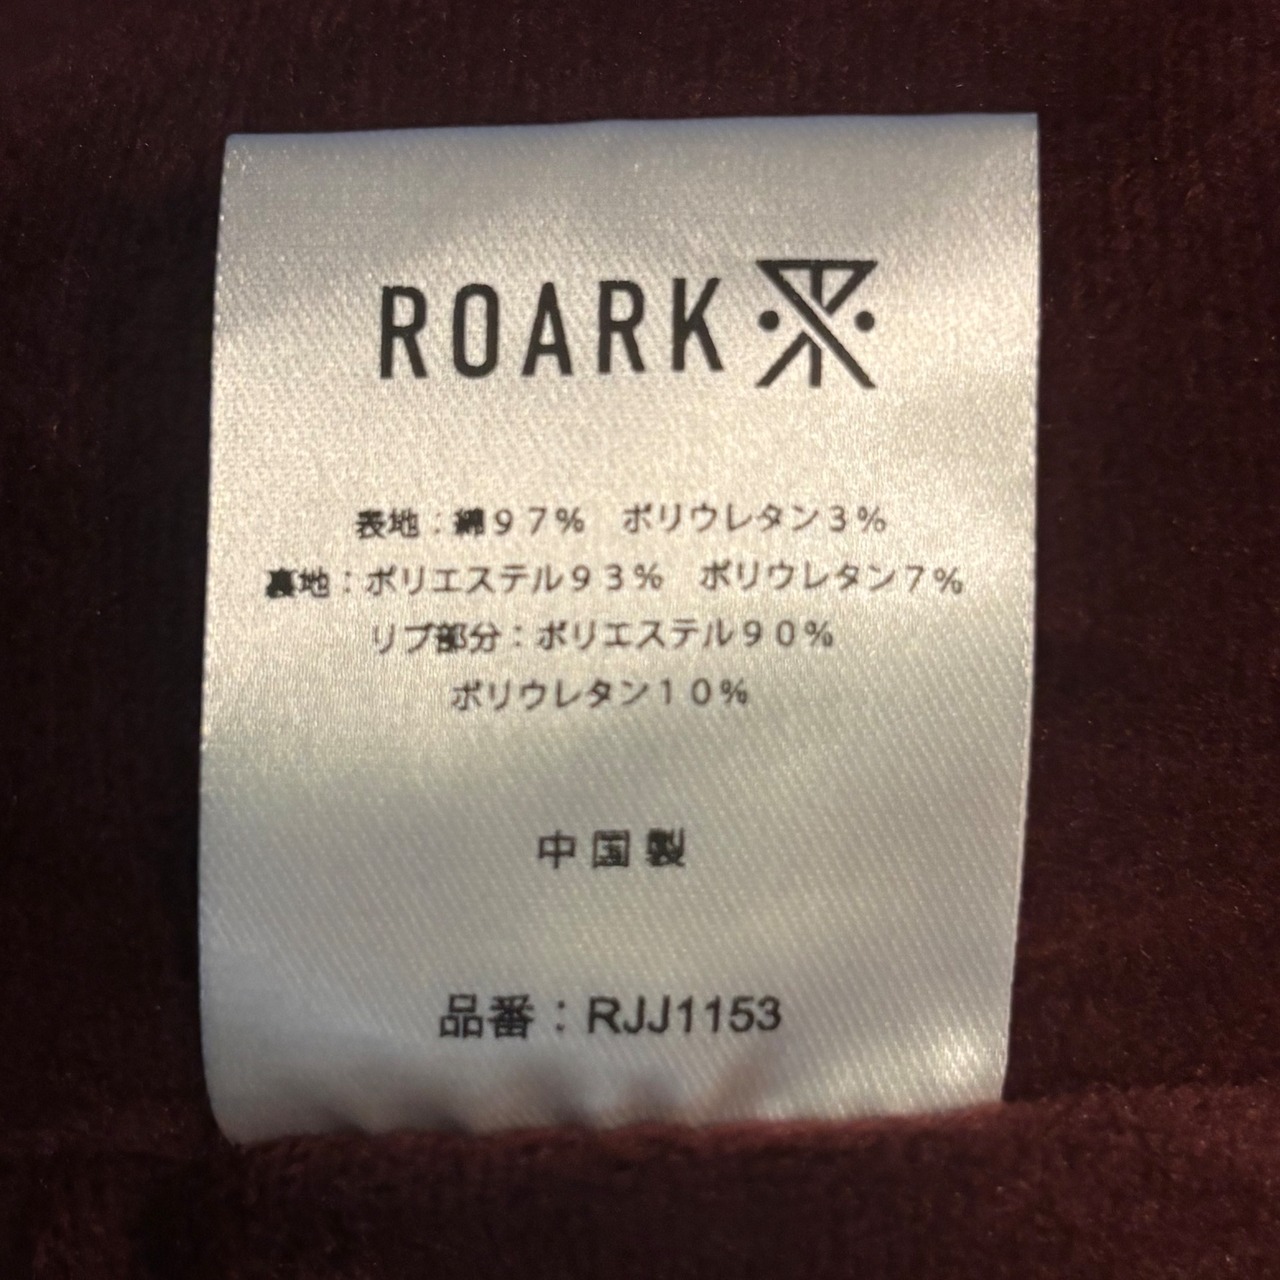 ROARK
表地：綿９７％　ポリウレタン３％
裏地：ポリエステル９３％　ポリウレタン７％
リブ部分：ポリエステル９０％
ポリウレタン１０％
中国製
品番：RJJ1153